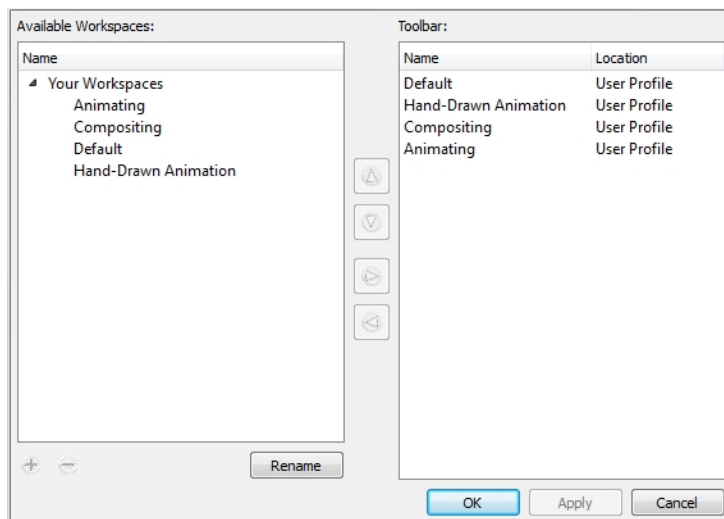 Available Workspaces:
Name
Your Workspaces
Animating
Compositing
Default
Hand-Drawn Animation
Rename
Toolbar:
Name Location
Default User Profile
Hand-Drawn Animation User Profile
Compositing User Profile
Animating User Profile
OK Apply Cancel